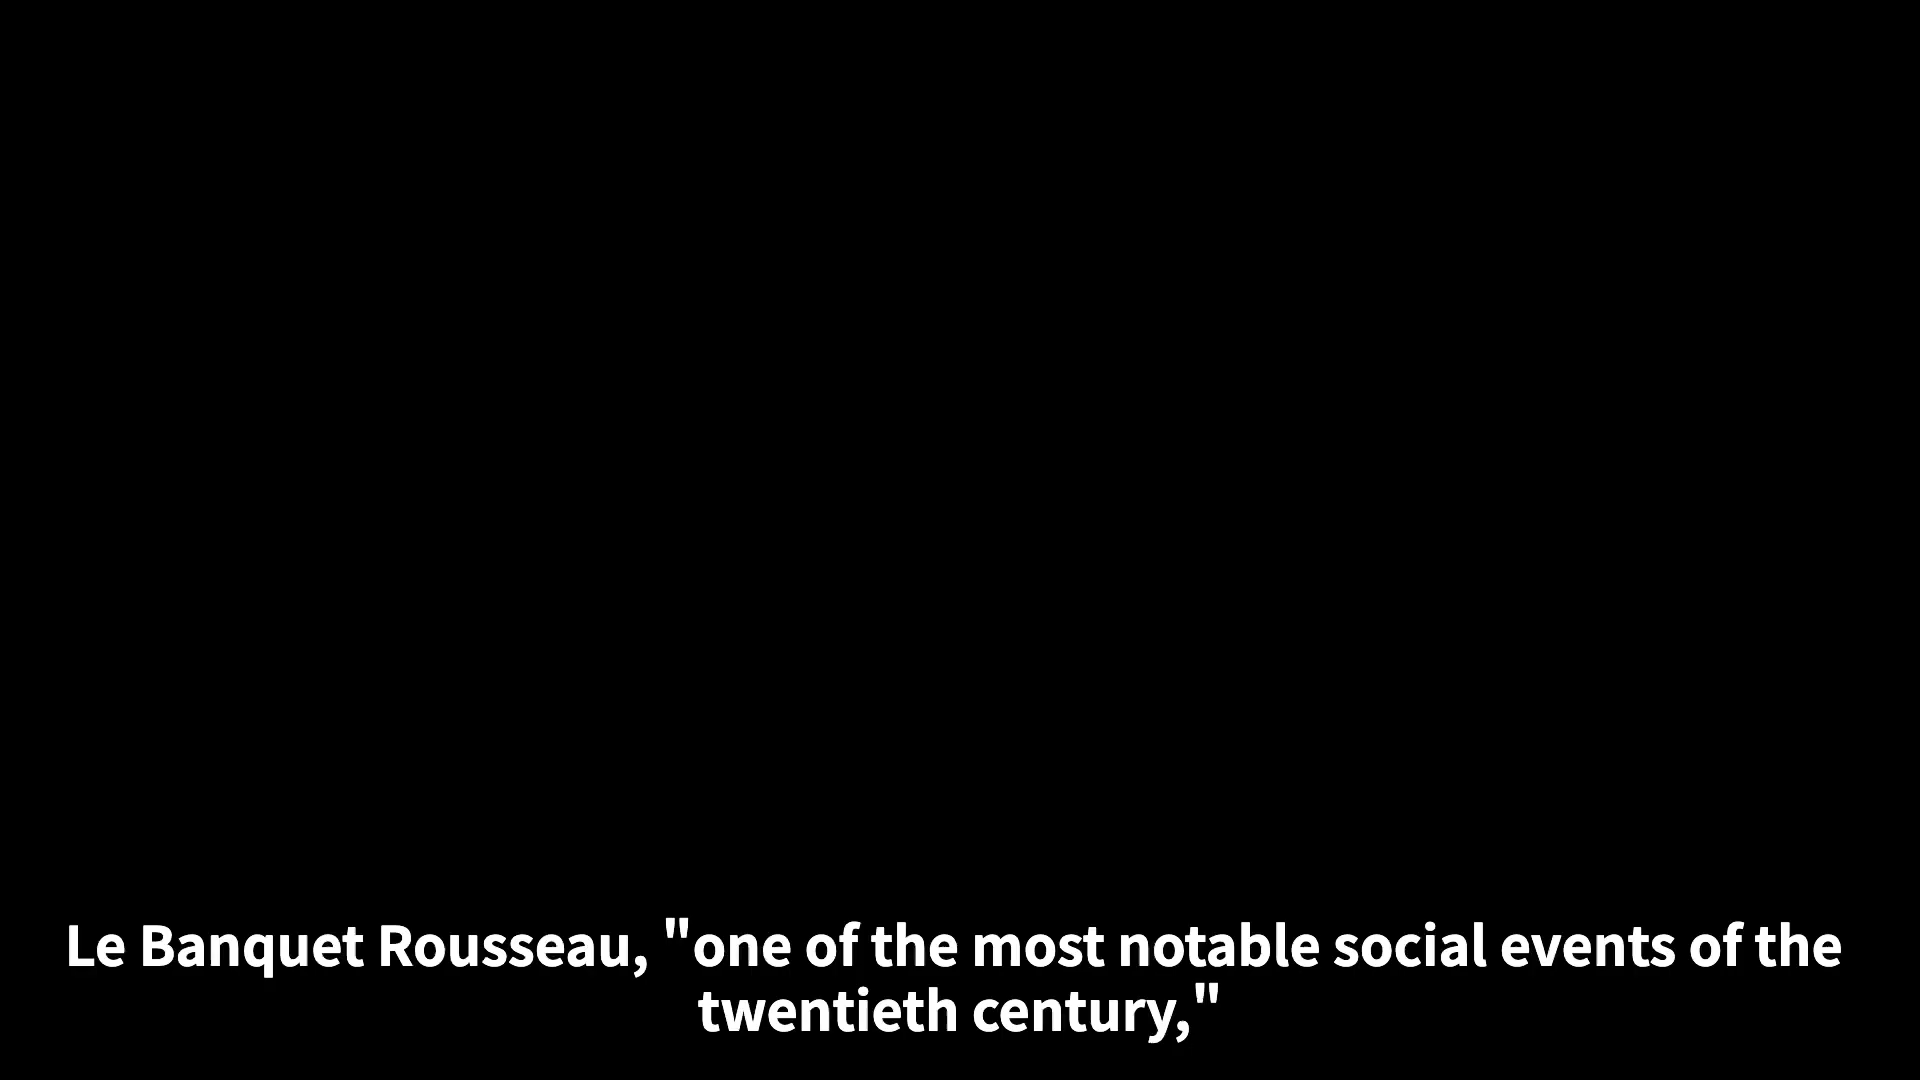 Le Banquet Rousseau, "one of the most notable social events of the
twentieth century,"